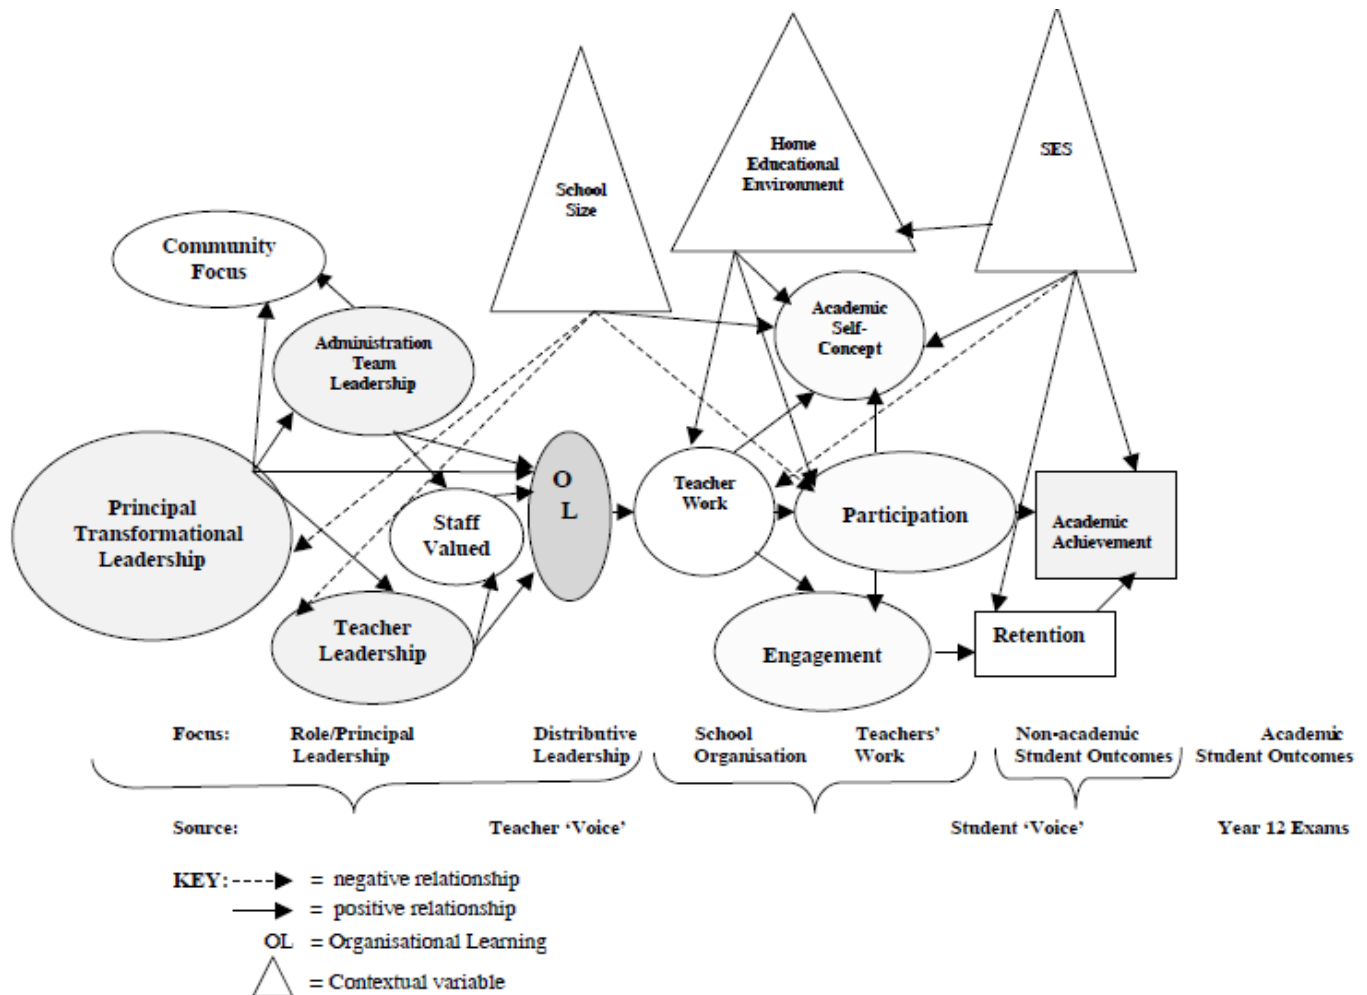 Home
Educational
Environment
SES
School
Size
Community
Focus
Academic
Self-
Concept
Administration
Team
Leadership
Principal
Transformational
Leadership
Staff
Valued
O
L
Teacher
Work
Participation
Academic
Achievement
Teacher
Leadership
Engagement
Retention
Focus: Role/Principal Distributive School Teachers' Non-academic Academic
Leadership Leadership Organisation Work Student Outcomes Student Outcomes
Source: Teacher 'Voice' Student 'Voice' Year 12 Exams
KEY: = negative relationship
= positive relationship
OL = Organisational Learning
= Contextual variable